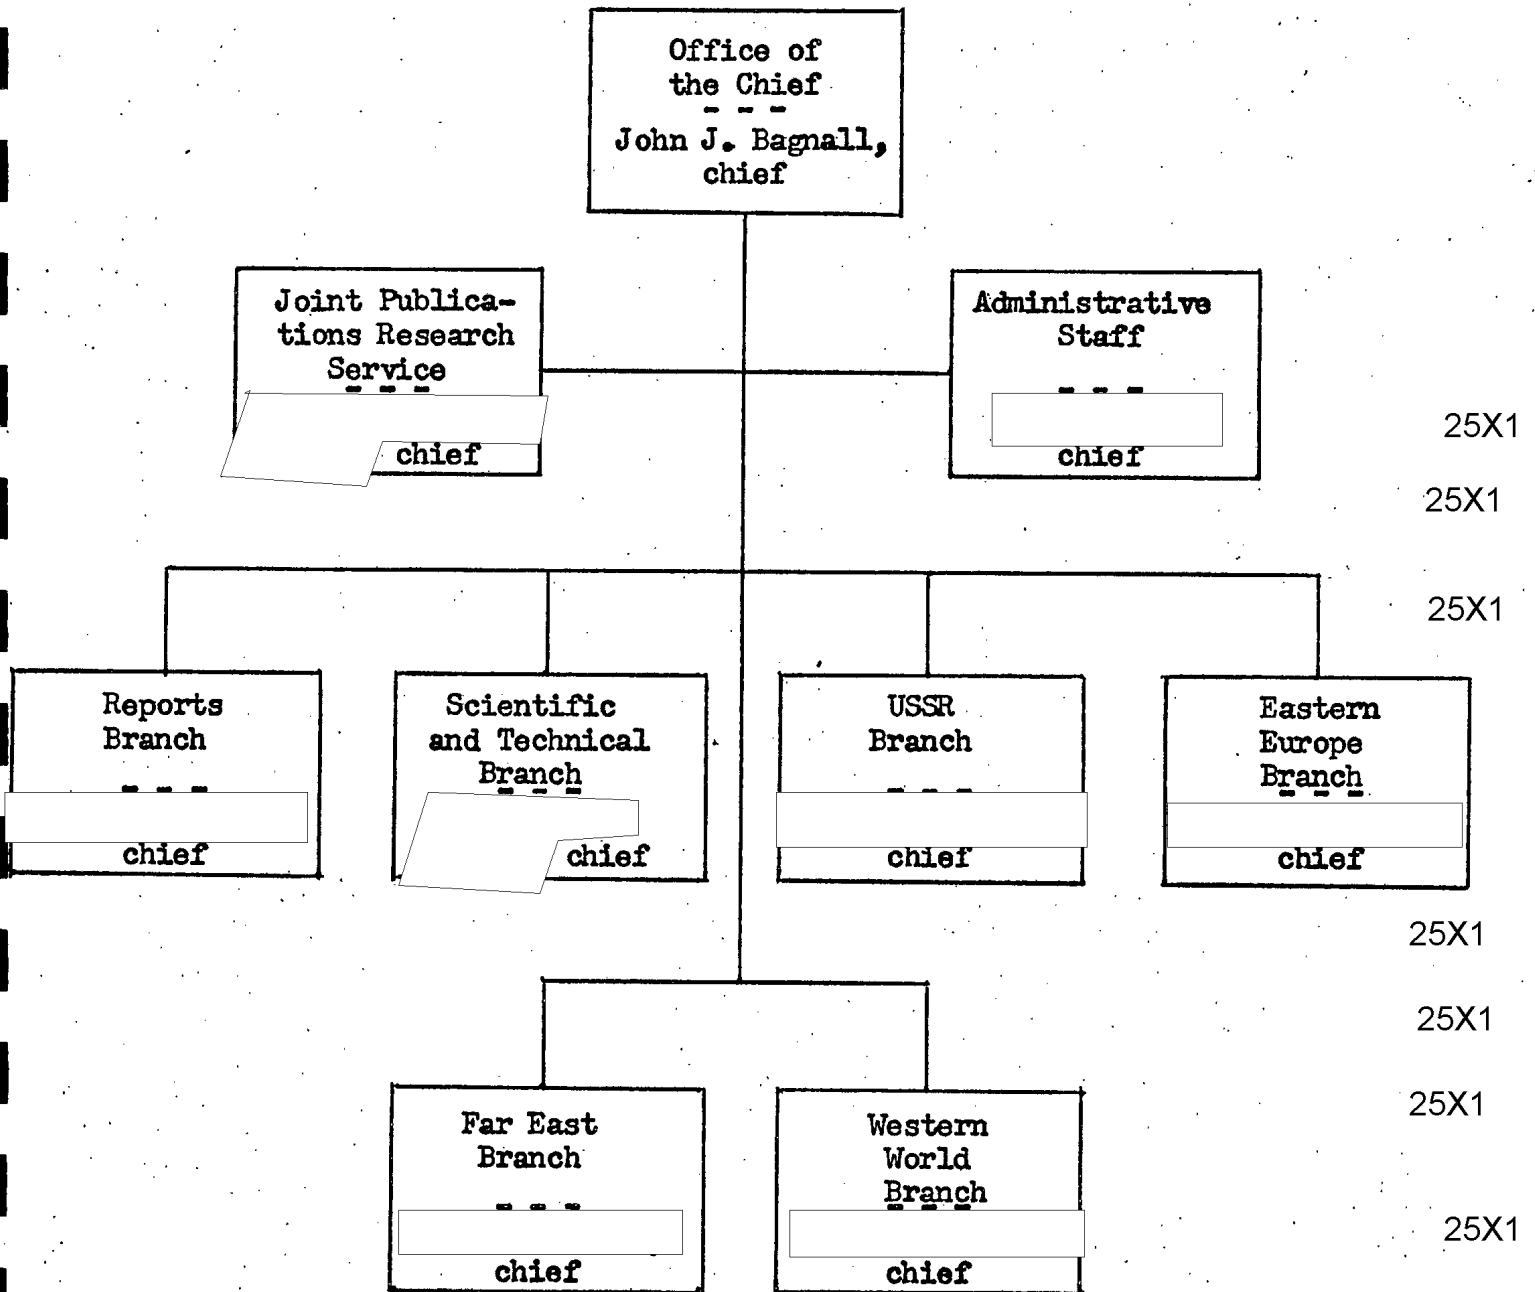 Office of
the Chief
- - -
John J. Bagnall,
chief
Joint Publica-
tions Research
Service
- - -
chief
Administrative
Staff
- - -
chief
25X1
25X1
25X1
Reports
Branch
- - -
chief
Scientific
and Technical
Branch
- - -
chief
USSR
Branch
- - -
chief
Eastern
Europe
Branch
- - -
chief
25X1
25X1
25X1
Far East
Branch
- - -
chief
Western
World
Branch
- - -
chief
25X1